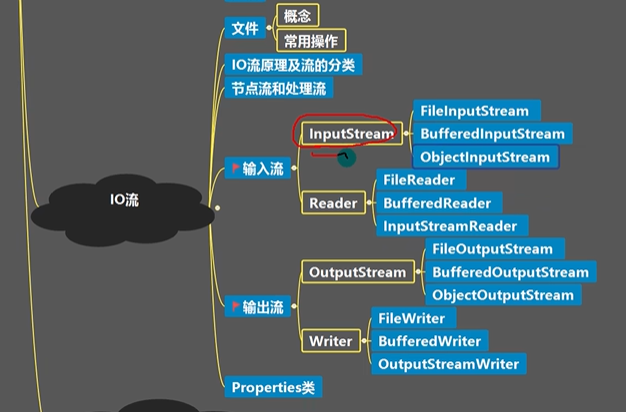 文件
概念
常用操作
IO流原理及流的分类
节点流和处理流
IO流
输入流
InputStream
FileInputStream
BufferedInputStream
ObjectInputStream
Reader
FileReader
BufferedReader
InputStreamReader
输出流
OutputStream
FileOutputStream
BufferedOutputStream
ObjectOutputStream
Writer
FileWriter
BufferedWriter
OutputStreamWriter
Properties类